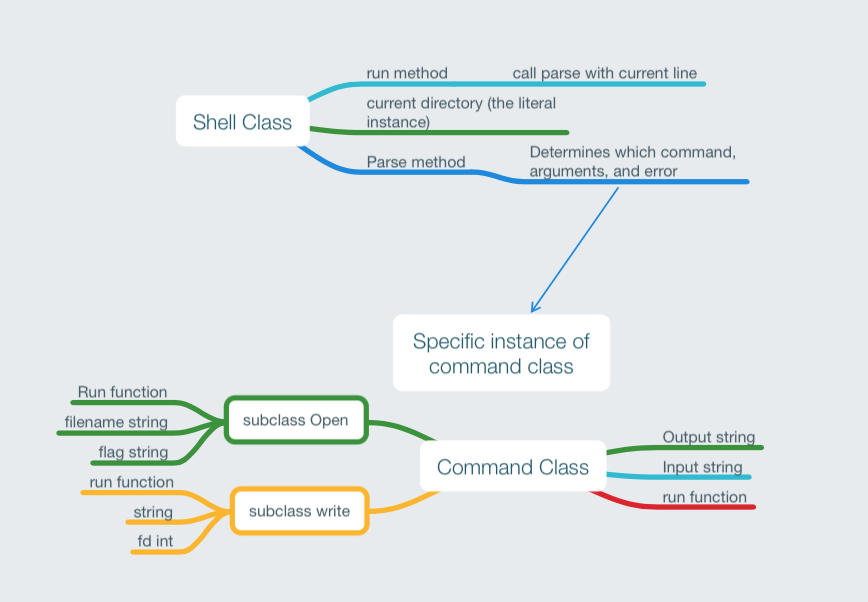 run method
call parse with current line
Shell Class
current directory (the literal
instance)
Parse method
Determines which command,
arguments, and error
Specific instance of
command class
Run function
filename string
flag string
subclass Open
run function
string
fd int
subclass write
Command Class
Output string
Input string
run function